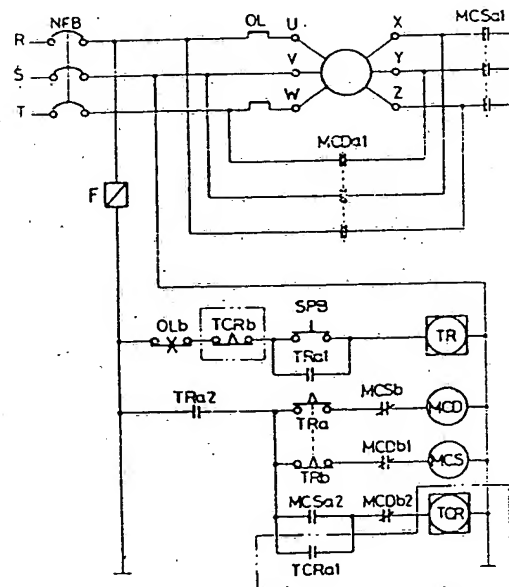 NFB
OL
U
X
MCSa1
R
S
V
Y
T
W
Z
MCDa1
F
SPB
OLb
TCRb
TR
TRa1
TRa2
MCSb
TRa
MCD
MCDb1
TRb
MCS
MCSa2
MCDb2
TCR
TCRa1